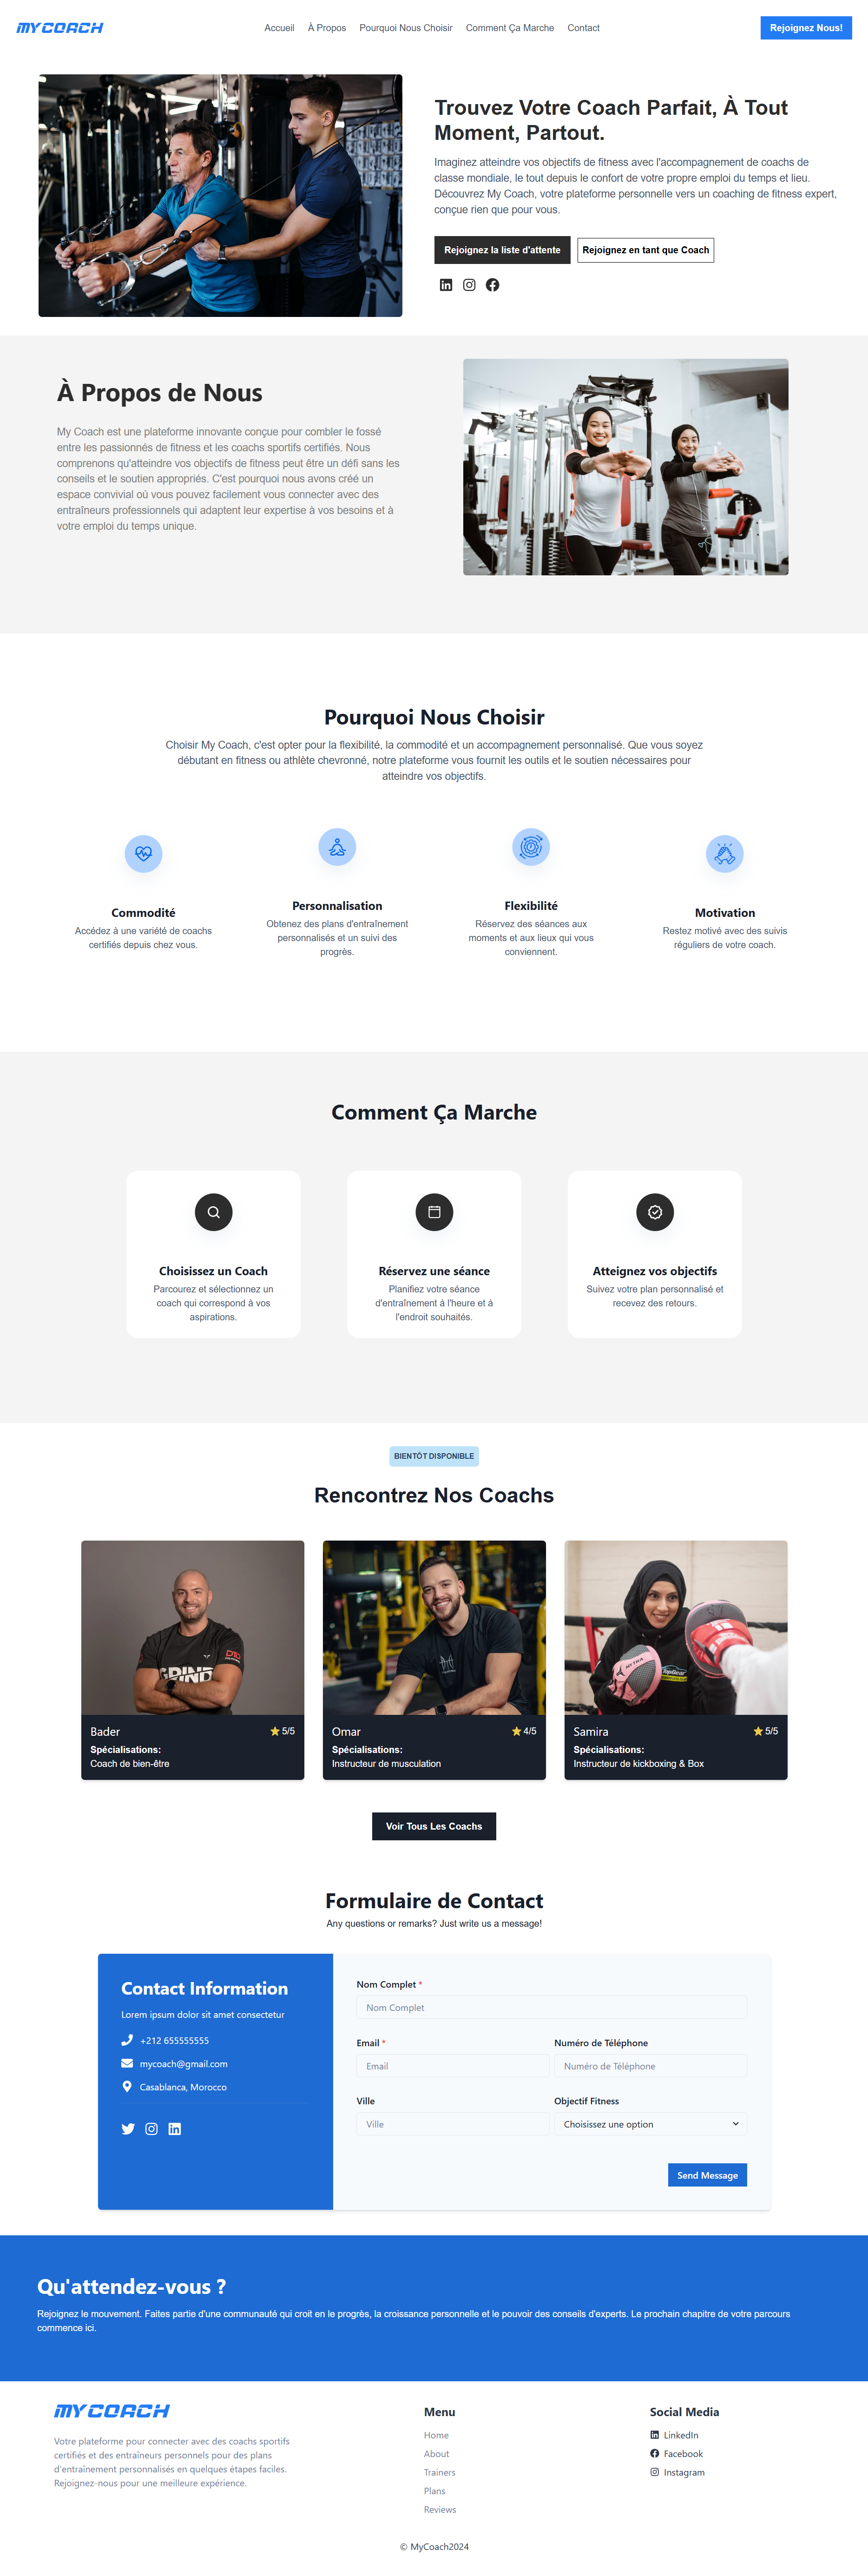 MY COACH
Accueil
À Propos
Pourquoi Nous Choisir
Comment Ça Marche
Contact
Rejoignez Nous!
Trouvez Votre Coach Parfait, À Tout
Moment, Partout.
Imaginez atteindre vos objectifs de fitness avec l'accompagnement de coachs de
classe mondiale, le tout depuis le confort de votre propre emploi du temps et lieu.
Découvrez My Coach, votre plateforme personnelle vers un coaching de fitness expert,
conçue rien que pour vous.
Rejoignez la liste d'attente
Rejoignez en tant que Coach
À Propos de Nous
My Coach est une plateforme innovante conçue pour combler le fossé
entre les passionnés de fitness et les coachs sportifs certifiés. Nous
comprenons qu'atteindre vos objectifs de fitness peut être un défi sans les
conseils et le soutien appropriés. C'est pourquoi nous avons créé un
espace convivial où vous pouvez facilement vous connecter avec des
entraîneurs professionnels qui adaptent leur expertise à vos besoins et à
votre emploi du temps unique.
Pourquoi Nous Choisir
Choisir My Coach, c'est opter pour la flexibilité, la commodité et un accompagnement personnalisé. Que vous soyez
débutant en fitness ou athlète chevronné, notre plateforme vous fournit les outils et le soutien nécessaires pour
atteindre vos objectifs.
Commodité
Accédez à une variété de coachs
certifiés depuis chez vous.
Personnalisation
Obtenez des plans d'entraînement
personnalisés et un suivi des
progrès.
Flexibilité
Réservez des séances aux
moments et aux lieux qui vous
conviennent.
Motivation
Restez motivé avec des suivis
réguliers de votre coach.
Comment Ça Marche
Choisissez un Coach
Parcourez et sélectionnez un
coach qui correspond à vos
aspirations.
Réservez une séance
Planifiez votre séance
d'entraînement à l'heure et à
l'endroit souhaités.
Atteignez vos objectifs
Suivez votre plan personnalisé et
recevez des retours.
BIENTÔT DISPONIBLE
Rencontrez Nos Coachs
GRIND
Bader
5/5
Spécialisations:
Coach de bien-être
Omar
4/5
Spécialisations:
Instructeur de musculation
TopGear
Samira
5/5
Spécialisations:
Instructeur de kickboxing & Box
Voir Tous Les Coachs
Formulaire de Contact
Any questions or remarks? Just write us a message!
Contact Information
Lorem ipsum dolor sit amet consectetur
+212 655555555
mycoach@gmail.com
Casablanca, Morocco
Nom Complet *
Nom Complet
Email *
Email
Numéro de Téléphone
Numéro de Téléphone
Ville
Ville
Objectif Fitness
Choisissez une option
Send Message
Qu'attendez-vous ?
Rejoignez le mouvement. Faites partie d'une communauté qui croit en le progrès, la croissance personnelle et le pouvoir des conseils d'experts. Le prochain chapitre de votre parcours
commence ici.
MY COACH
Votre plateforme pour connecter avec des coachs sportifs
certifiés et des entraîneurs personnels pour des plans
d'entraînement personnalisés en quelques étapes faciles.
Rejoignez-nous pour une meilleure expérience.
Menu
Home
About
Trainers
Plans
Reviews
Social Media
LinkedIn
Facebook
Instagram
© MyCoach2024